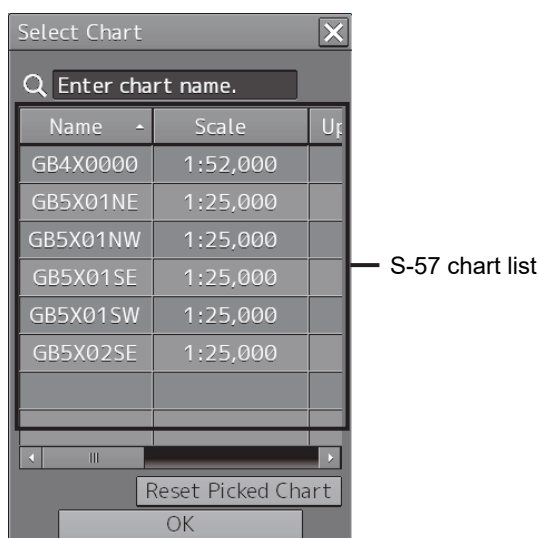 Select Chart
Enter chart name.
Name Scale Up
GB4X0000 1:52,000
GB5X01NE 1:25,000
GB5X01NW 1:25,000
GB5X01SE 1:25,000
GB5X01SW 1:25,000
GB5X02SE 1:25,000
S-57 chart list
Reset Picked Chart
OK